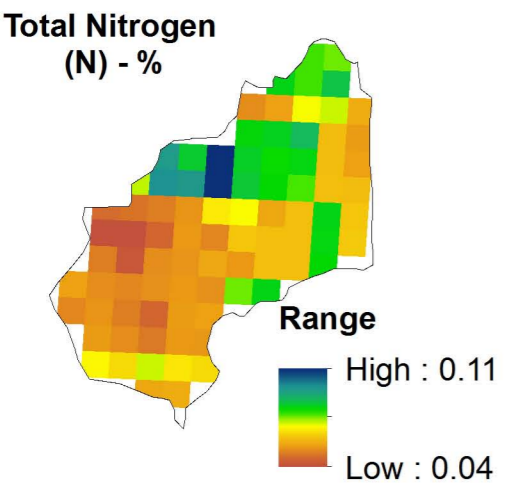 Total Nitrogen
(N) - %
Range
High : 0.11
Low : 0.04